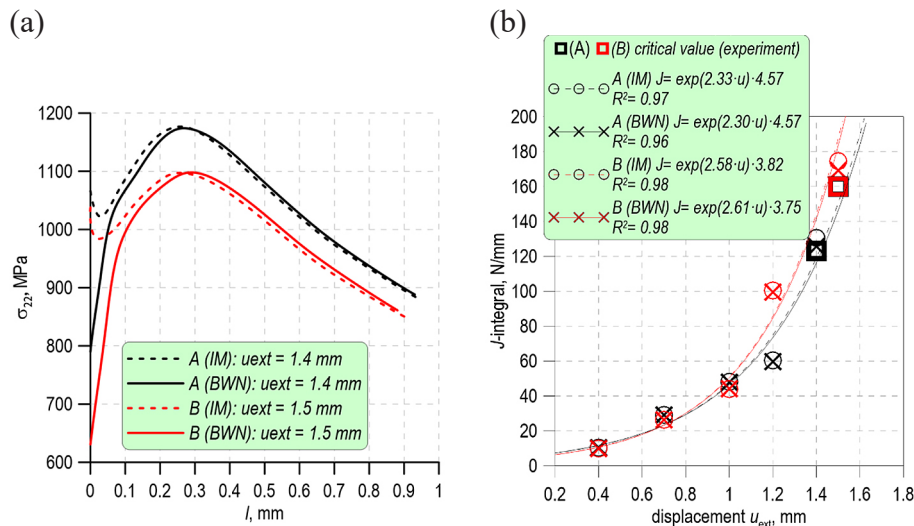 (a)
1200
1100
1000
900
800
700
600
σ22, MPa
A (IM): uext = 1.4 mm
A (BWN): uext = 1.4 mm
B (IM): uext = 1.5 mm
B (BWN): uext = 1.5 mm
0 0.1 0.2 0.3 0.4 0.5 0.6 0.7 0.8 0.9 1
l, mm
(b)
(A) (B) critical value (experiment)
A (IM) J= exp(2.33·u)·4.57
R²= 0.97
A (BWN) J= exp(2.30·u)·4.57
R²= 0.96
B (IM) J= exp(2.58·u)·3.82
R²= 0.98
B (BWN) J= exp(2.61·u)·3.75
R²= 0.98
200
180
160
140
120
100
80
60
40
20
0
J-integral, N/mm
0.2 0.4 0.6 0.8 1 1.2 1.4 1.6 1.8
displacement uext, mm